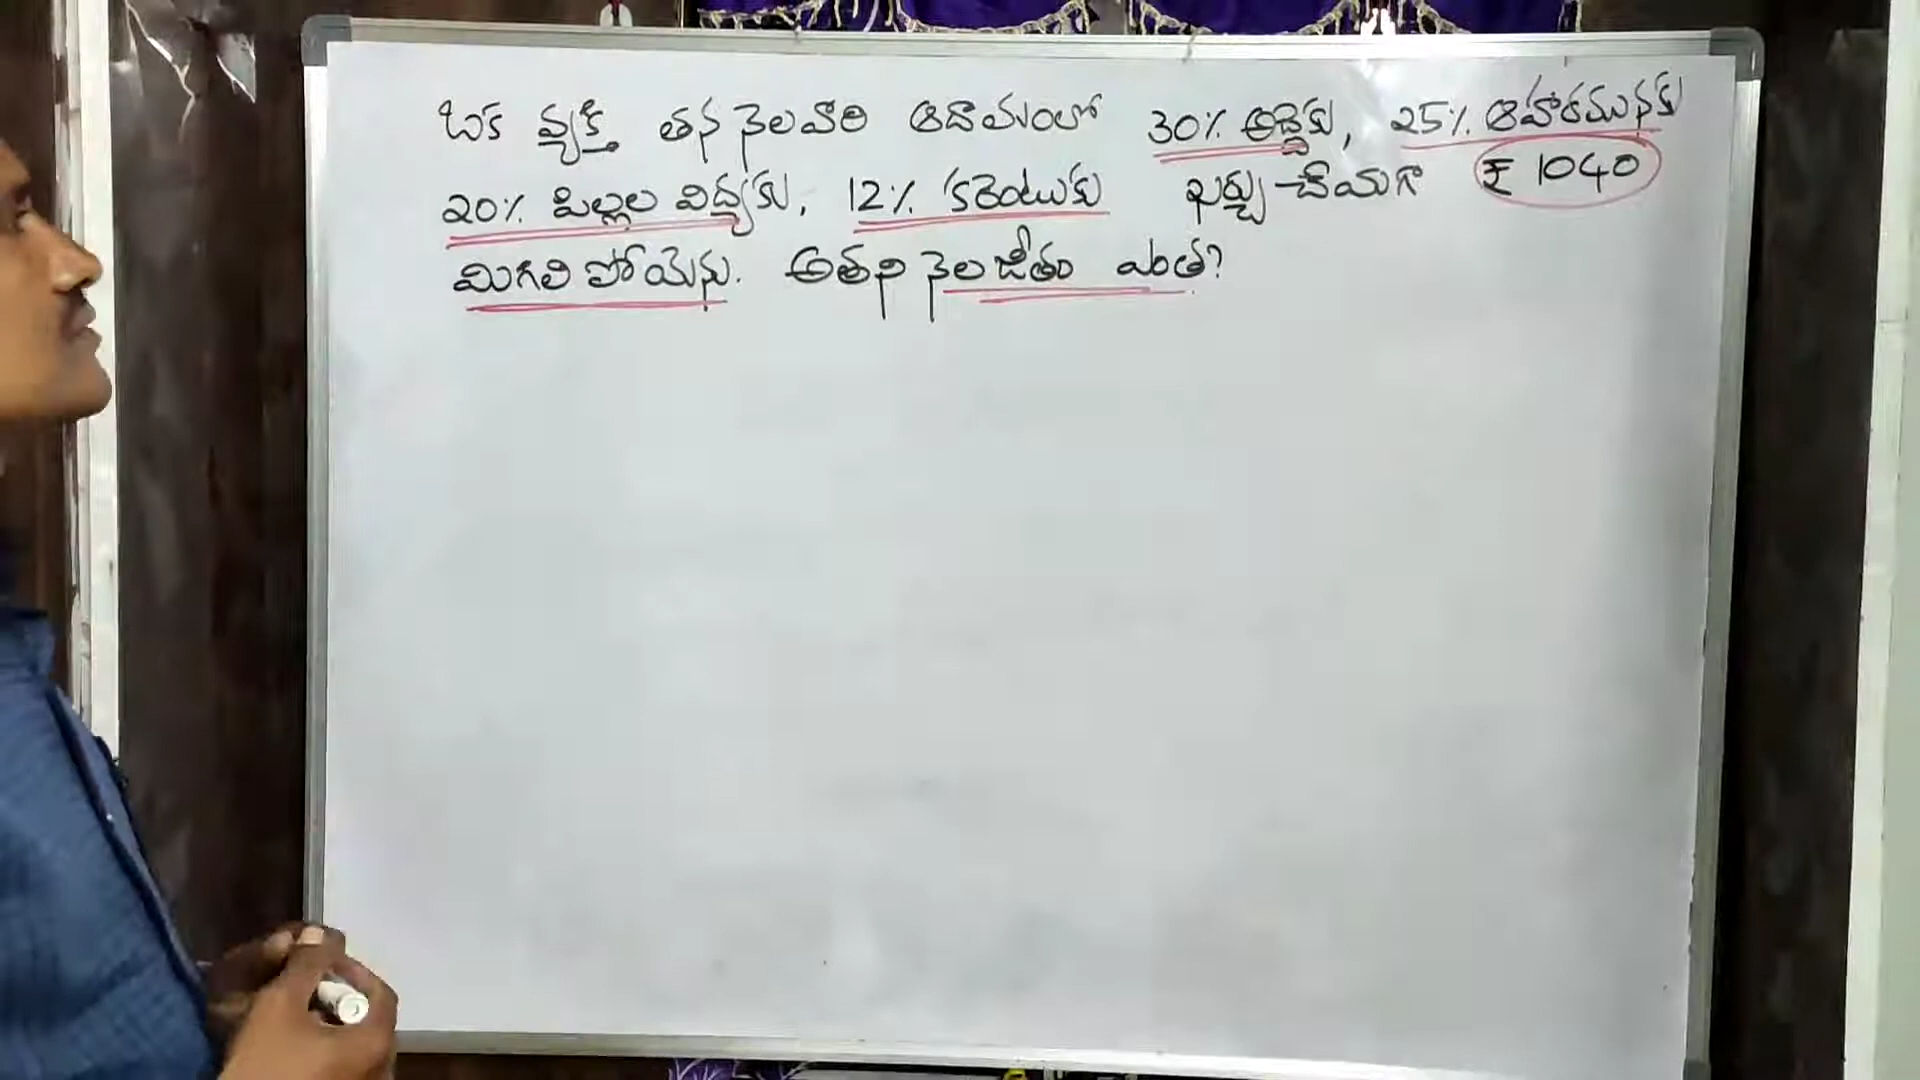 ఒక వ్యక్తి తన నెలవారి ఆదాయంలో 30% అద్దెకు, 25% ఆహారమునకు
20% పిల్లల విద్యకు, 12% కరెంటుకు ఖర్చు చేయగా ₹ 1040
మిగిలి పోయెను. అతని నెల జీతం ఎంత?